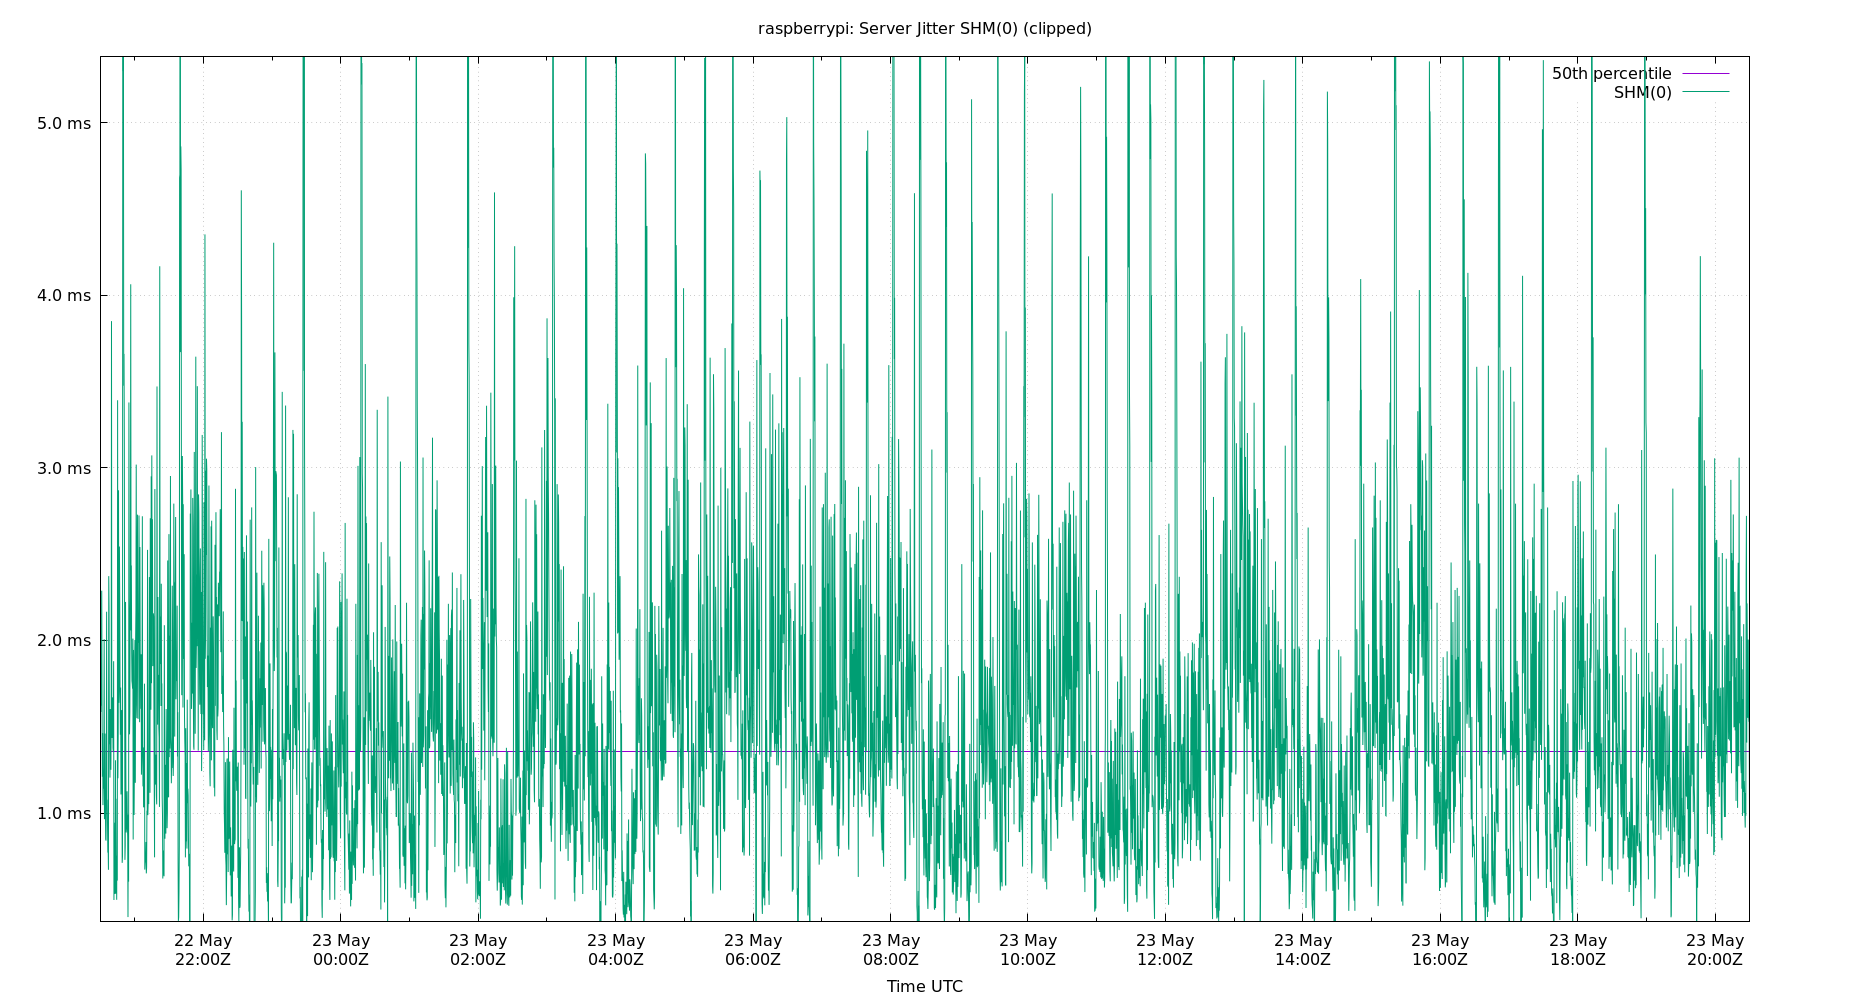 raspberrypi: Server Jitter SHM(0) (clipped)
50th percentile
SHM(0)
5.0 ms
4.0 ms
3.0 ms
2.0 ms
1.0 ms
22 May 23 May 23 May 23 May 23 May 23 May 23 May 23 May 23 May 23 May 23 May 23 May
22:00Z 00:00Z 02:00Z 04:00Z 06:00Z 08:00Z 10:00Z 12:00Z 14:00Z 16:00Z 18:00Z 20:00Z
Time UTC